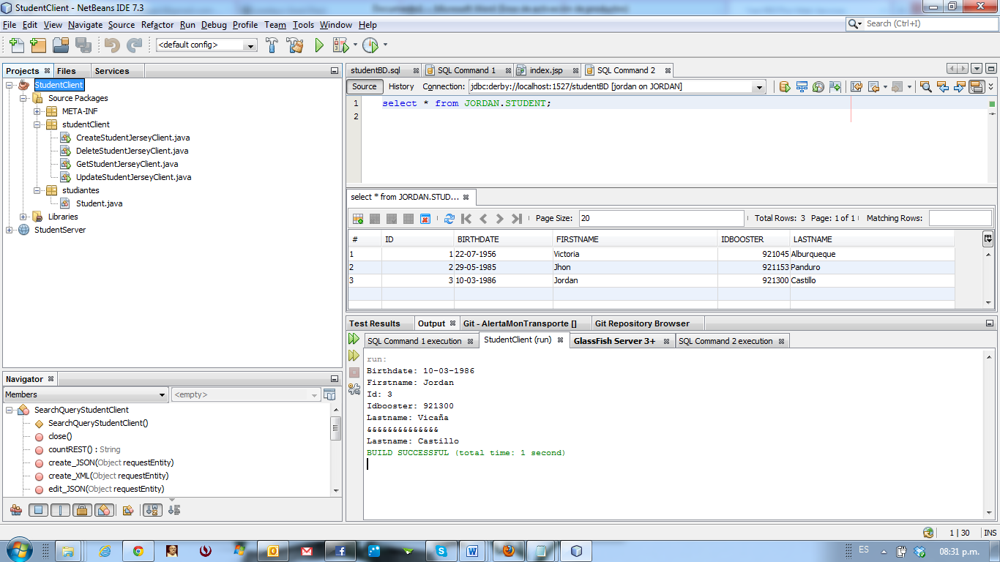 StudentClient - NetBeans IDE 7.3
File Edit View Navigate Source Refactor Run Debug Profile Team Tools Window Help
Search (Ctrl+I)
<default config>
Projects Files Services
StudentClient
Source Packages
META-INF
studentClient
CreateStudentJerseyClient.java
DeleteStudentJerseyClient.java
GetStudentJerseyClient.java
UpdateStudentJerseyClient.java
studiantes
Student.java
Libraries
StudentServer
Navigator
Members <empty>
SearchQueryStudentClient
SearchQueryStudentClient()
close()
countREST() : String
create_JSON(Object requestEntity)
create_XML(Object requestEntity)
edit_JSON(Object requestEntity)
studentBD.sql SQL Command 1 index.jsp SQL Command 2
Source History Connection: jdbc:derby://localhost:1527/studentBD [jordan on JORDAN]
1 select * from JORDAN.STUDENT;
2
select * from JORDAN.STUD...
Page Size: 20 Total Rows: 3 Page: 1 of 1 Matching Rows:
# ID BIRTHDATE FIRSTNAME IDBOOSTER LASTNAME
1 1 22-07-1956 Victoria 921045 Alburqueque
2 2 29-05-1985 Jhon 921153 Panduro
3 3 10-03-1986 Jordan 921300 Castillo
Test Results Output Git - AlertaMonTransporte [] Git Repository Browser
SQL Command 1 execution StudentClient (run) GlassFish Server 3+ SQL Command 2 execution
run:
Birthdate: 10-03-1986
Firstname: Jordan
Id: 3
Idbooster: 921300
Lastname: Vicaña
&&&&&&&&&&&&&&
Lastname: Castillo
BUILD SUCCESSFUL (total time: 1 second)
1 | 30 INS
ES 08:31 p.m.